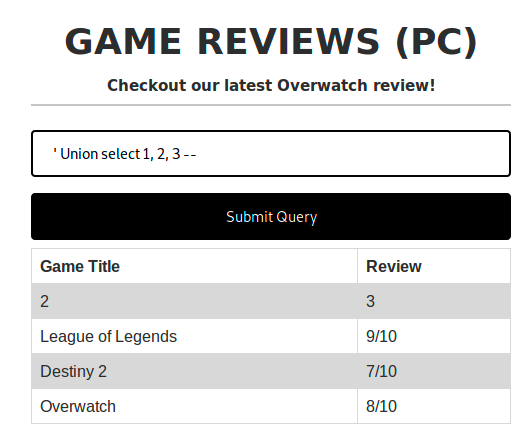 GAME REVIEWS (PC)
Checkout our latest Overwatch review!
' Union select 1, 2, 3 --
Submit Query
Game Title Review
2 3
League of Legends 9/10
Destiny 2 7/10
Overwatch 8/10